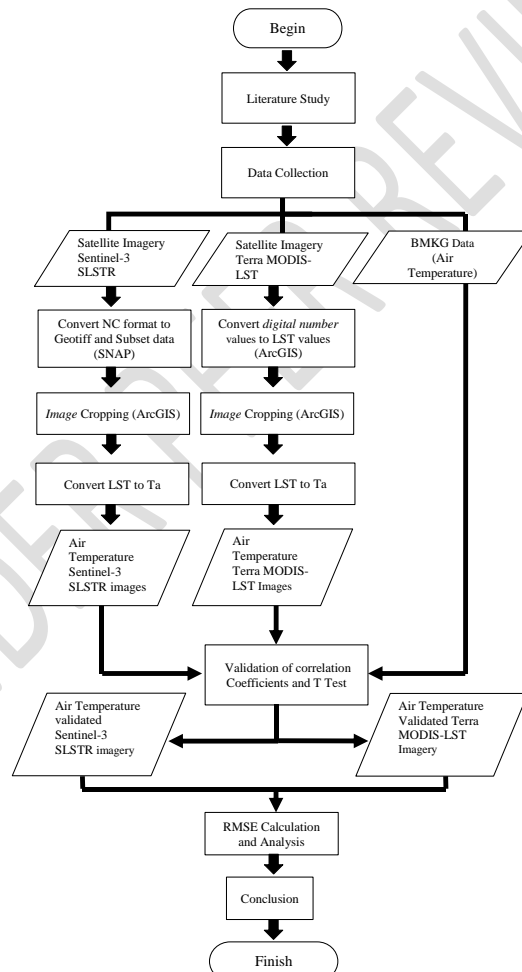 Begin
Literature Study
Data Collection
Satellite Imagery
Sentinel-3
SLSTR
Satellite Imagery
Terra MODIS-
LST
BMKG Data
(Air
Temperature)
Convert NC format to
Geotiff and Subset data
(SNAP)
Convert digital number
values to LST values
(ArcGIS)
Image Cropping (ArcGIS)
Image Cropping (ArcGIS)
Convert LST to Ta
Convert LST to Ta
Air
Temperature
Sentinel-3
SLSTR images
Air
Temperature
Terra MODIS-
LST Images
Validation of correlation
Coefficients and T Test
Air Temperature
validated
Sentinel-3
SLSTR imagery
Air Temperature
Validated Terra
MODIS-LST
Imagery
RMSE Calculation
and Analysis
Conclusion
Finish